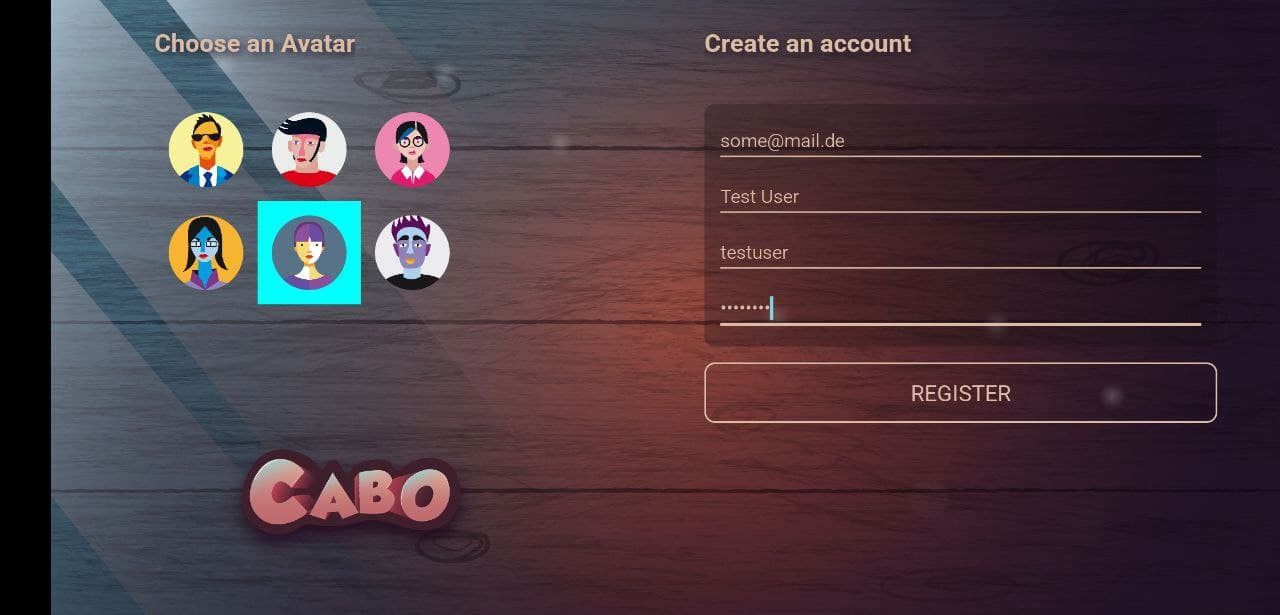 Choose an Avatar
Create an account
some@mail.de
Test User
testuser
••••••••
REGISTER
CABO